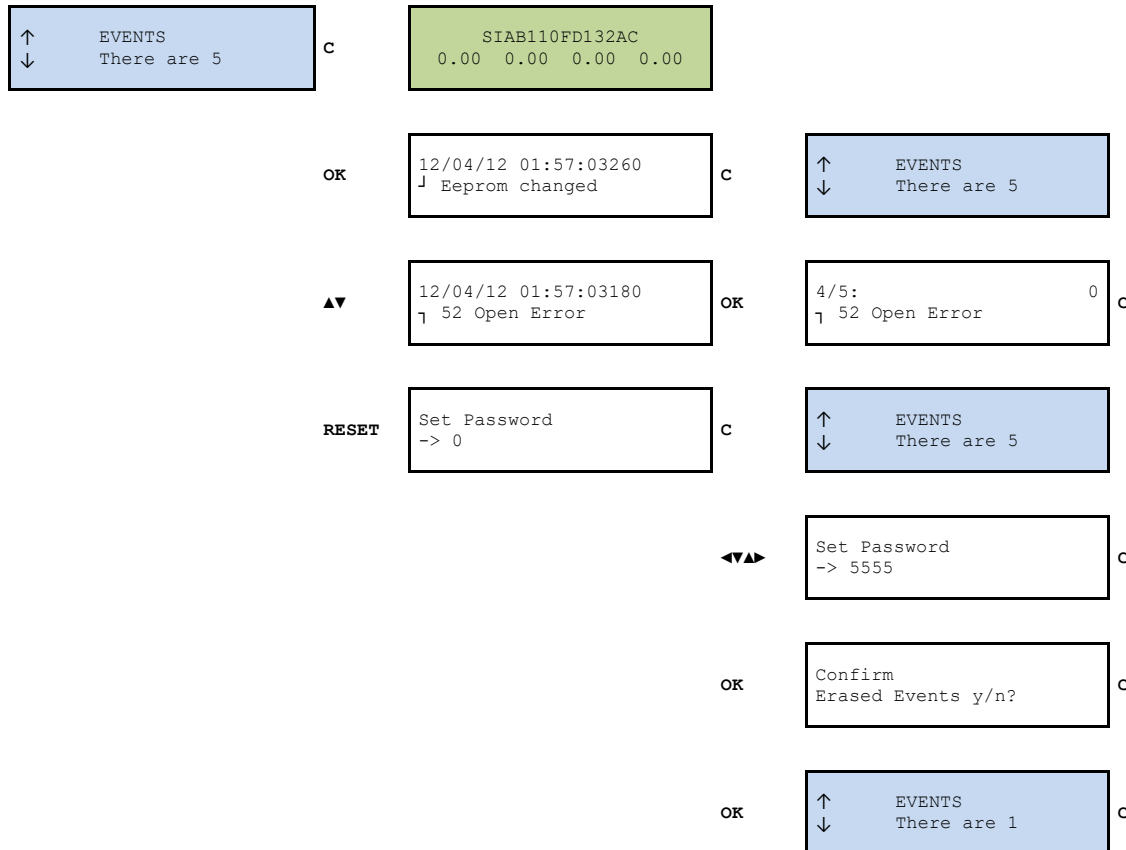 ↑ EVENTS
↓ There are 5
C
SIAB110FD132AC
0.00 0.00 0.00 0.00
OK
12/04/12 01:57:03260
┘ Eeprom changed
C
↑ EVENTS
↓ There are 5
▲▼
12/04/12 01:57:03180
┐ 52 Open Error
OK
4/5: 0
┐ 52 Open Error
C
RESET
Set Password
-> 0
C
↑ EVENTS
↓ There are 5
◄▼▲►
Set Password
-> 5555
C
OK
Confirm
Erased Events y/n?
C
OK
↑ EVENTS
↓ There are 1
C